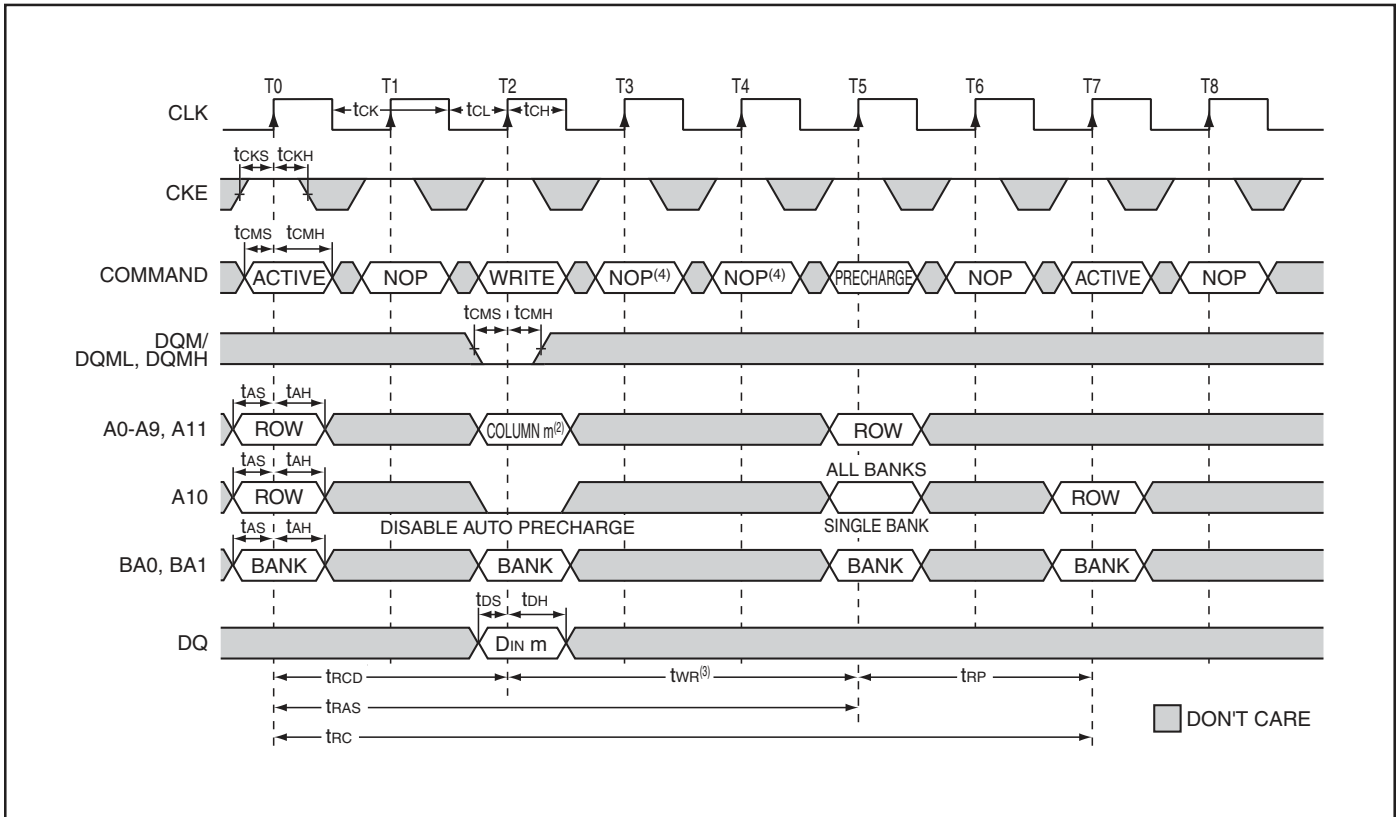 T0 T1 T2 T3 T4 T5 T6 T7 T8
CLK tCK tCL tCH
tCKS tCKH
CKE
tCMS tCMH
COMMAND ACTIVE NOP WRITE NOP(4) NOP(4) PRECHARGE NOP ACTIVE NOP
tCMS tCMH
DQM/
DQML, DQMH
tAS tAH
A0-A9, A11 ROW COLUMN m(2) ROW
tAS tAH ALL BANKS
A10 ROW ROW
tAS tAH DISABLE AUTO PRECHARGE SINGLE BANK
BA0, BA1 BANK BANK BANK BANK
tDS tDH
DQ DIN m
tRCD tWR(3) tRP
tRAS
DON'T CARE
tRC